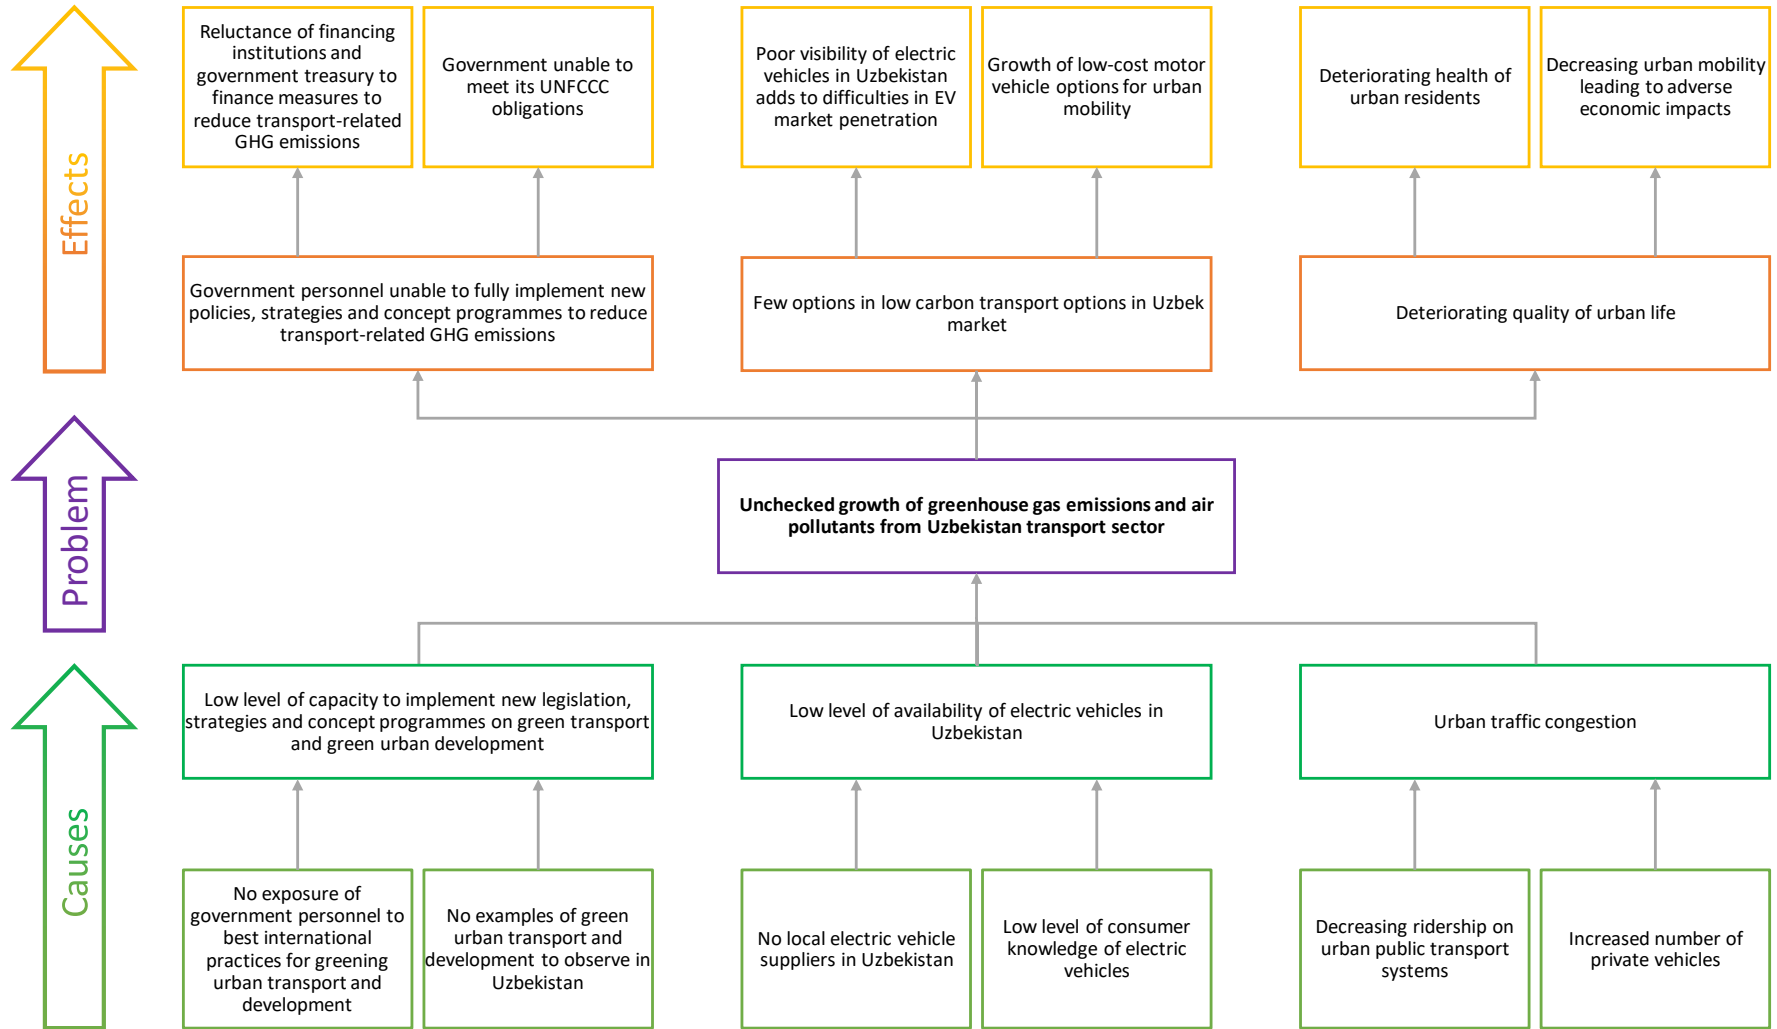 Effects
Reluctance of financing
institutions and
government treasury to
finance measures to
reduce transport-related
GHG emissions
Government unable to
meet its UNFCCC
obligations
Poor visibility of electric
vehicles in Uzbekistan
adds to difficulties in EV
market penetration
Growth of low-cost motor
vehicle options for urban
mobility
Deteriorating health of
urban residents
Decreasing urban mobility
leading to adverse
economic impacts
Government personnel unable to fully implement new
policies, strategies and concept programmes to reduce
transport-related GHG emissions
Few options in low carbon transport options in Uzbek
market
Deteriorating quality of urban life
Problem
Unchecked growth of greenhouse gas emissions and air
pollutants from Uzbekistan transport sector
Causes
Low level of capacity to implement new legislation,
strategies and concept programmes on green transport
and green urban development
Low level of availability of electric vehicles in
Uzbekistan
Urban traffic congestion
No exposure of
government personnel to
best international
practices for greening
urban transport and
development
No examples of green
urban transport and
development to observe in
Uzbekistan
No local electric vehicle
suppliers in Uzbekistan
Low level of consumer
knowledge of electric
vehicles
Decreasing ridership on
urban public transport
systems
Increased number of
private vehicles